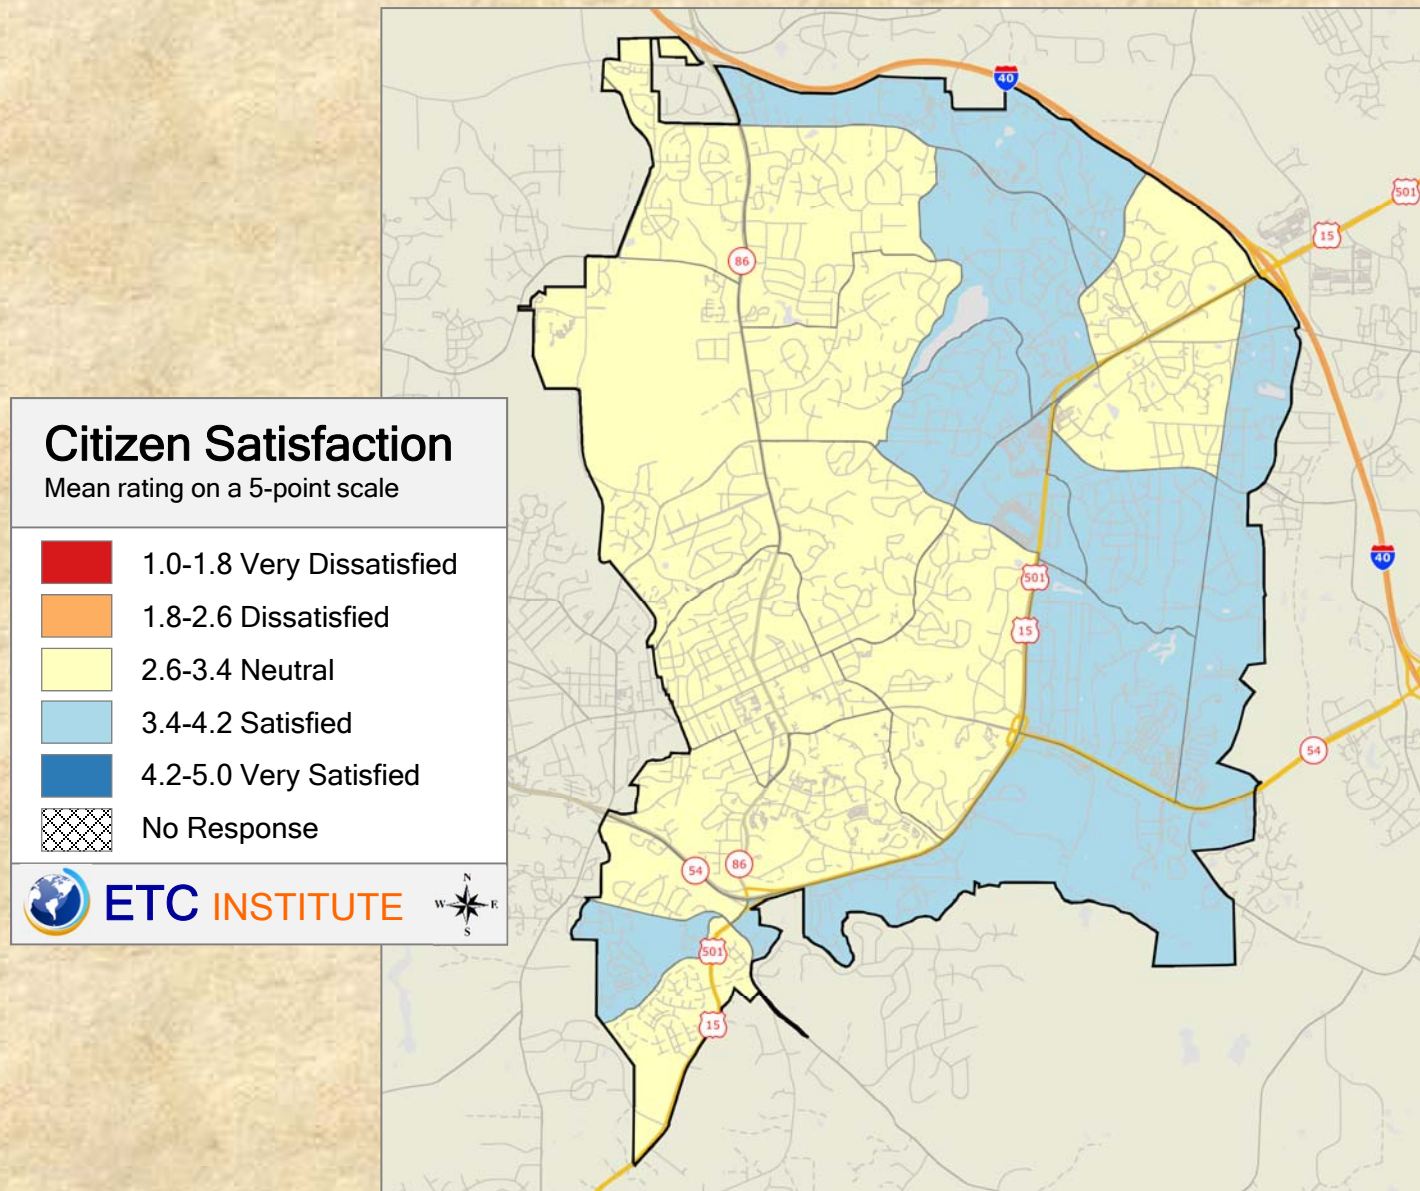 40
501
15
86
Citizen Satisfaction
Mean rating on a 5-point scale
1.0-1.8 Very Dissatisfied
1.8-2.6 Dissatisfied
2.6-3.4 Neutral
3.4-4.2 Satisfied
4.2-5.0 Very Satisfied
No Response
ETC INSTITUTE
N
W E
S
40
501
15
54
54
86
501
15